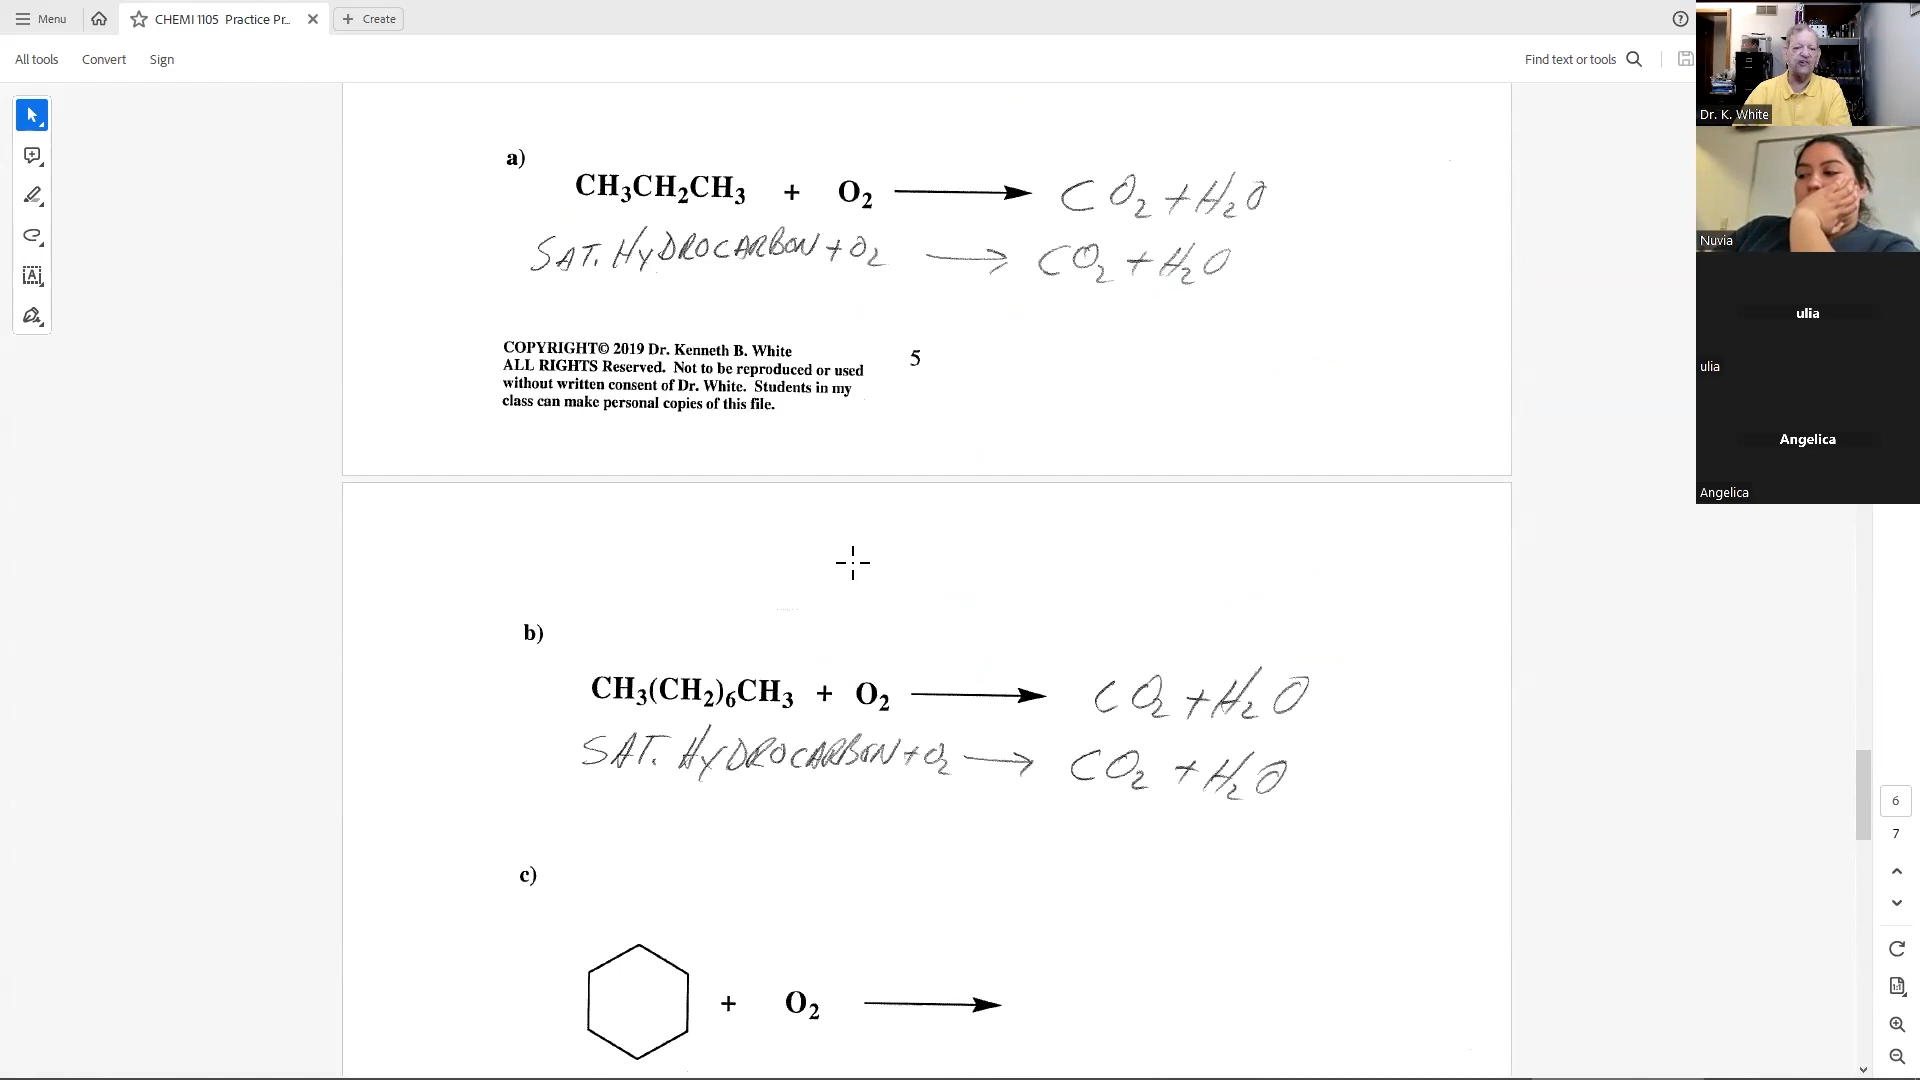 Menu
CHEMI 1105 Practice Pr...
Create
All tools Convert Sign
Find text or tools
a)
CH₃CH₂CH₃ + O₂ ⟶ CO₂ + H₂O
SAT. HYDROCARBON + O₂ ⟶ CO₂ + H₂O
COPYRIGHT© 2019 Dr. Kenneth B. White
ALL RIGHTS Reserved. Not to be reproduced or used
without written consent of Dr. White. Students in my
class can make personal copies of this file.
5
b)
CH₃(CH₂)₆CH₃ + O₂ ⟶ CO₂ + H₂O
SAT. HYDROCARBON + O₂ ⟶ CO₂ + H₂O
c)
+ O₂ ⟶
Dr. K. White
Nuvia
ulia
ulia
Angelica
Angelica
6
7